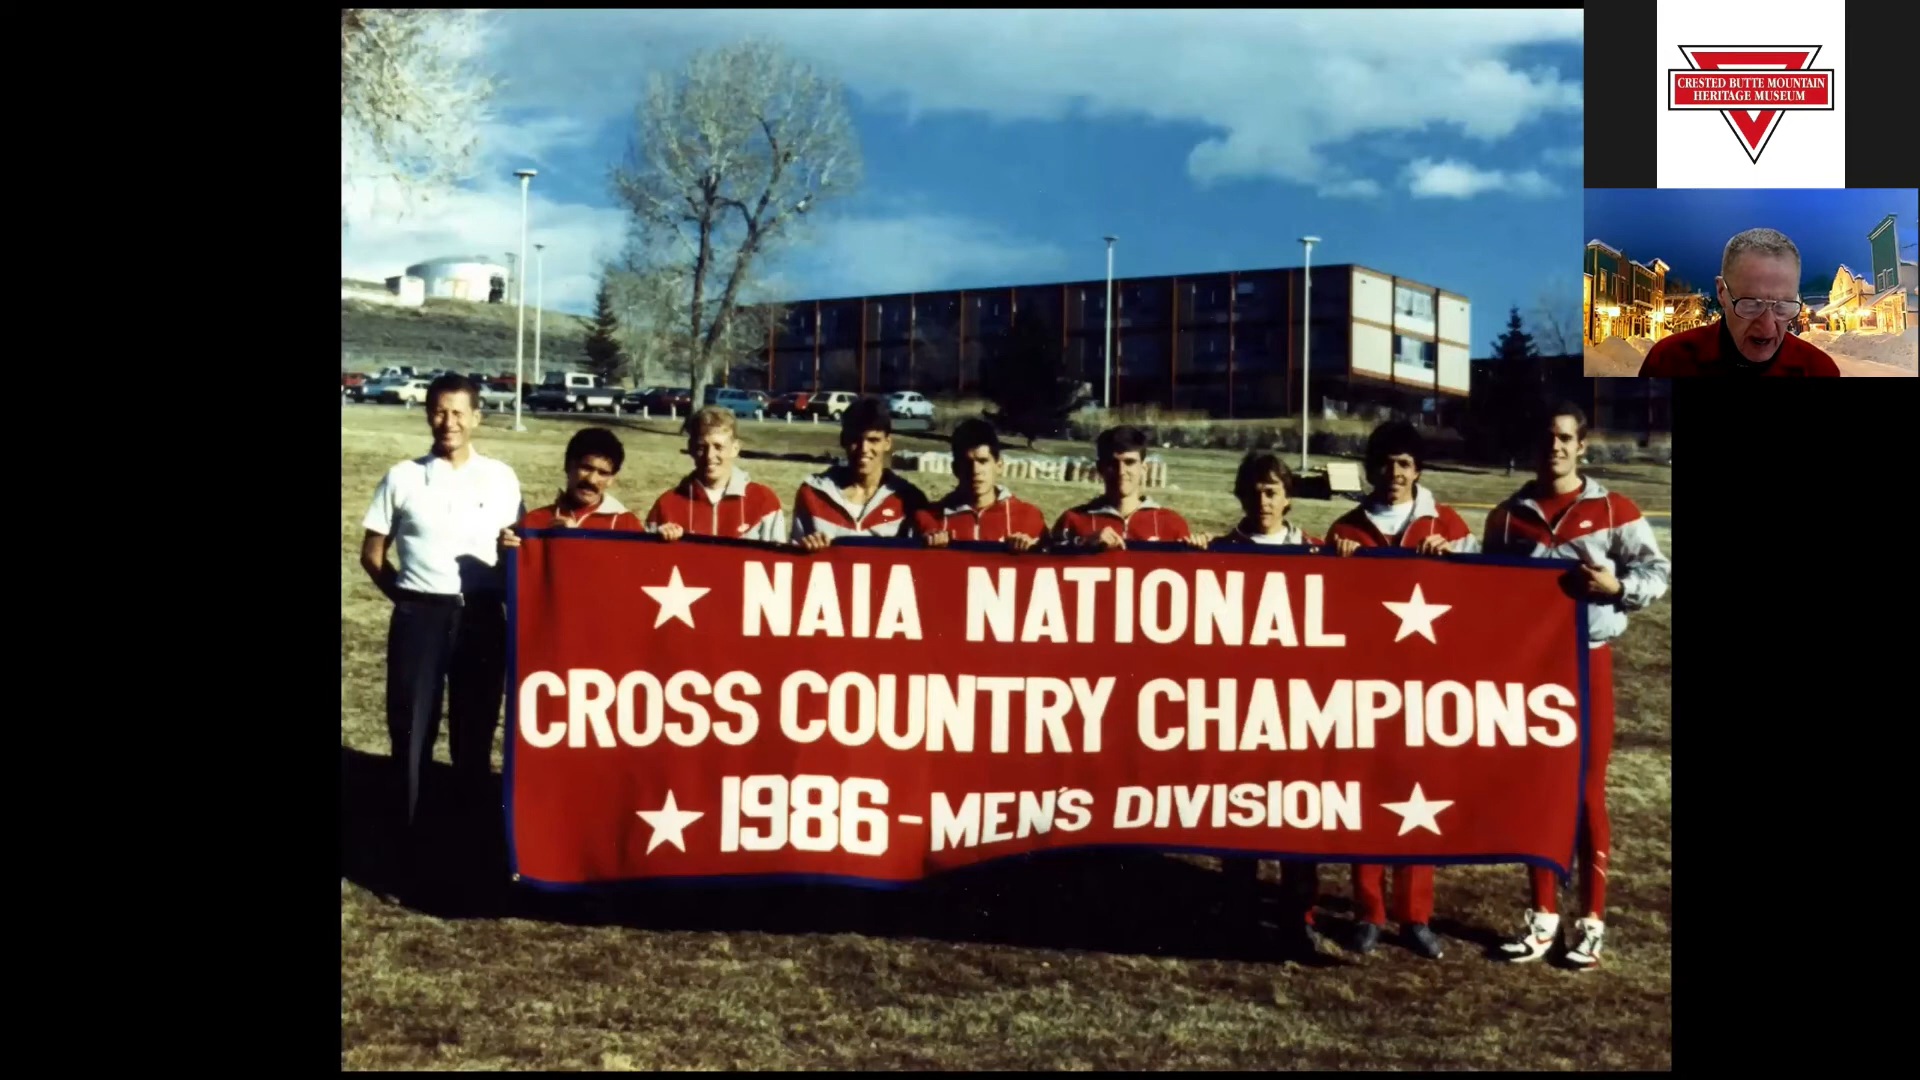 CRESTED BUTTE MOUNTAIN
HERITAGE MUSEUM
NAIA NATIONAL
CROSS COUNTRY CHAMPIONS
1986-MEN'S DIVISION